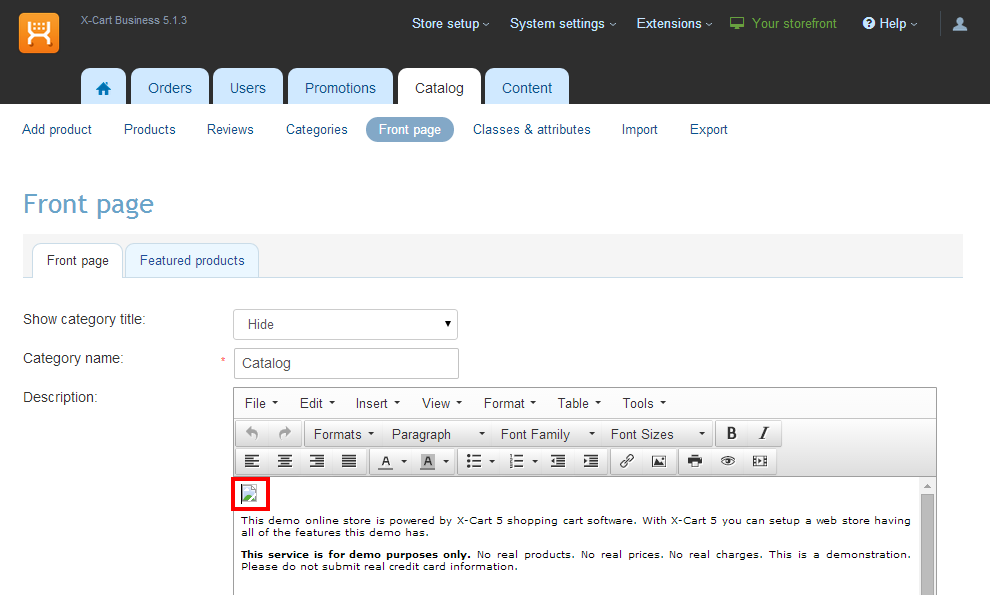 X-Cart Business 5.1.3
Store setup System settings Extensions Your storefront Help
Orders Users Promotions Catalog Content
Add product Products Reviews Categories Front page Classes & attributes Import Export
Front page
Front page Featured products
Show category title: Hide
Category name: * Catalog
Description:
File Edit Insert View Format Table Tools
Formats Paragraph Font Family Font Sizes B I
A A
This demo online store is powered by X-Cart 5 shopping cart software. With X-Cart 5 you can setup a web store having
all of the features this demo has.
This service is for demo purposes only. No real products. No real prices. No real charges. This is a demonstration.
Please do not submit real credit card information.